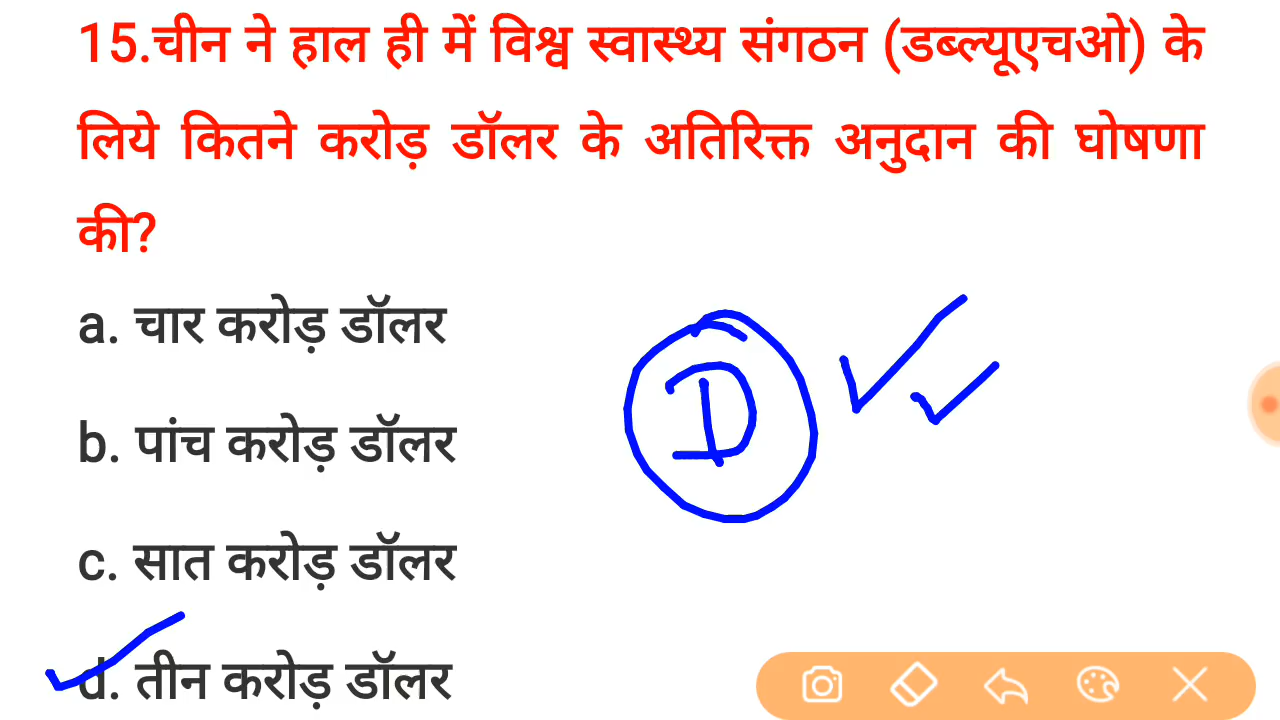 15.चीन ने हाल ही में विश्व स्वास्थ्य संगठन (डब्ल्यूएचओ) के
लिये कितने करोड़ डॉलर के अतिरिक्त अनुदान की घोषणा
की?
a. चार करोड़ डॉलर
D
b. पांच करोड़ डॉलर
c. सात करोड़ डॉलर
d. तीन करोड़ डॉलर